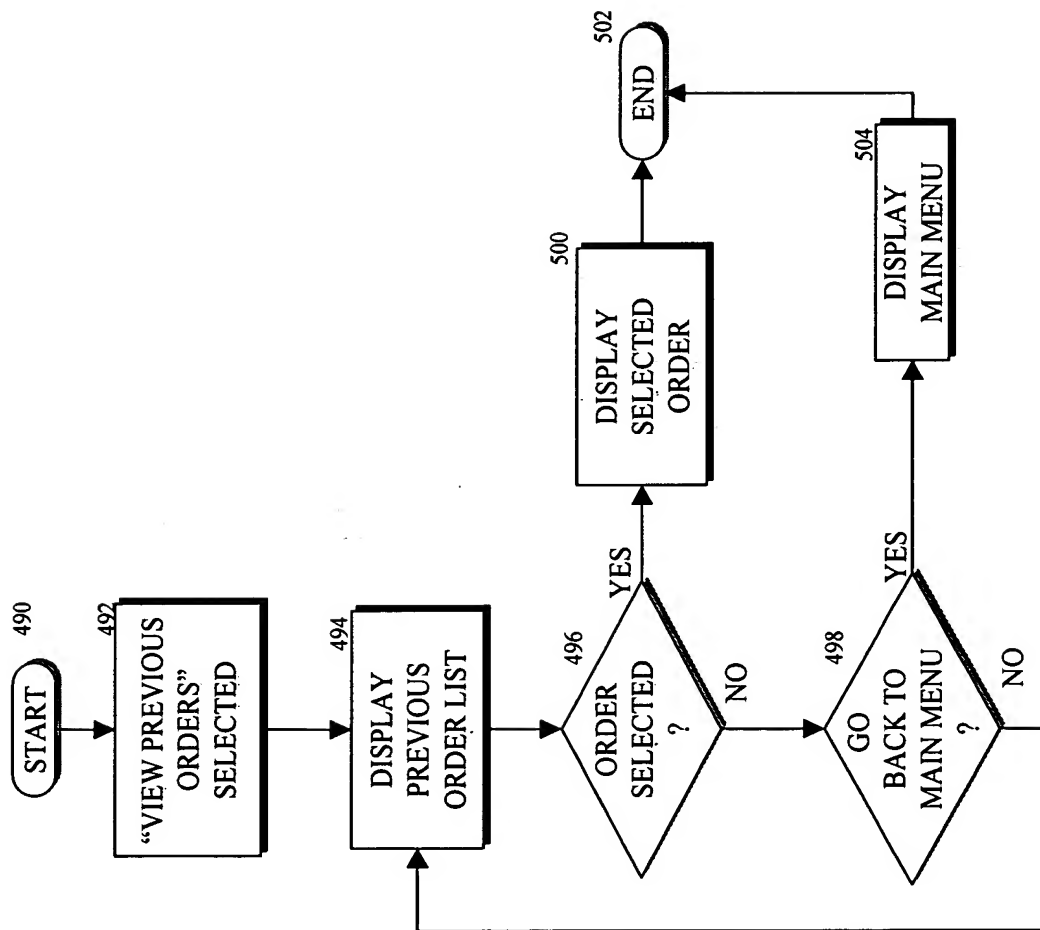 START
490
"VIEW PREVIOUS
ORDERS"
SELECTED
492
DISPLAY
PREVIOUS
ORDER LIST
494
ORDER
SELECTED
?
496
YES
NO
DISPLAY
SELECTED
ORDER
500
END
502
GO
BACK TO
MAIN MENU
?
498
YES
NO
DISPLAY
MAIN MENU
504